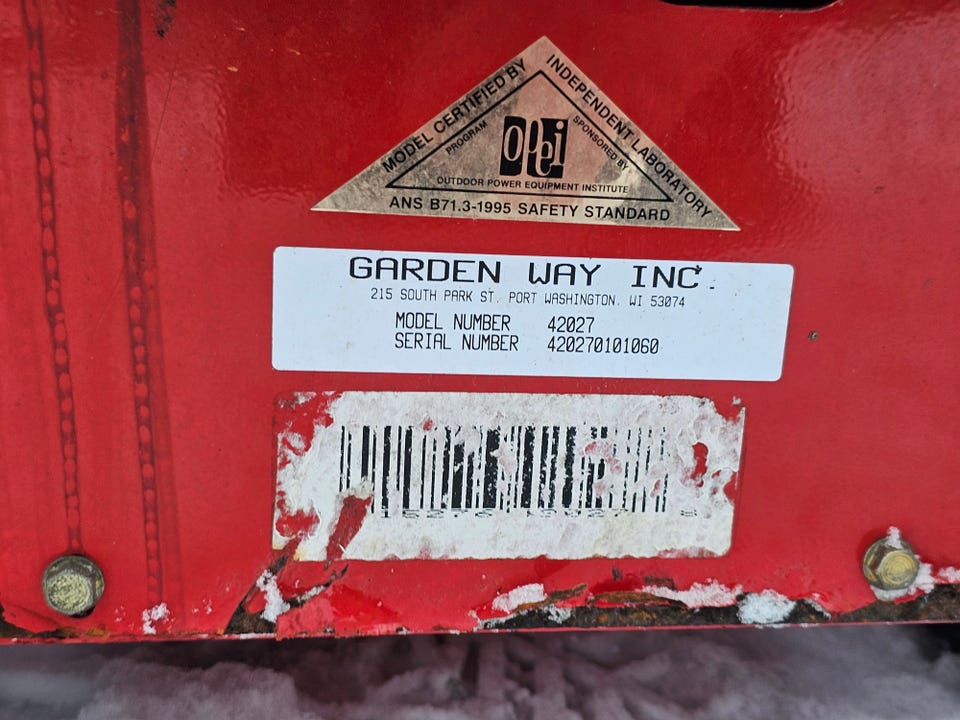 MODEL CERTIFIED BY INDEPENDENT LABORATORY
PROGRAM SPONSORED BY
opei
OUTDOOR POWER EQUIPMENT INSTITUTE
ANS B71.3-1995 SAFETY STANDARD
GARDEN WAY INC.
215 SOUTH PARK ST. PORT WASHINGTON, WI 53074
MODEL NUMBER 42027
SERIAL NUMBER 420270101060